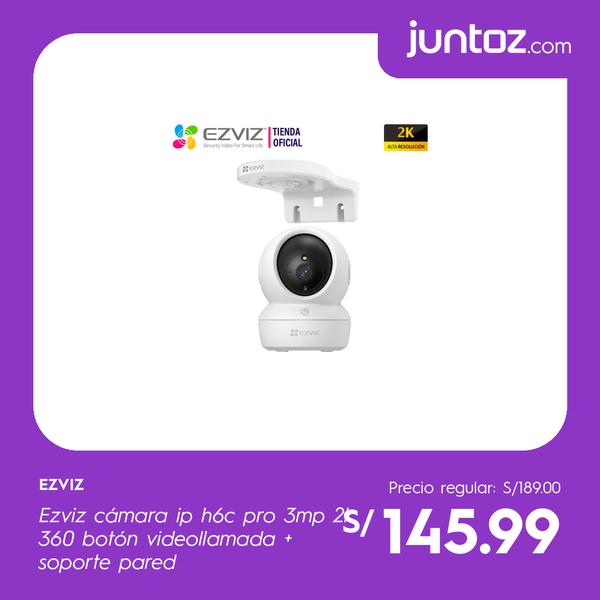 juntoz.com
EZVIZ
Security Video For Smart Life
TIENDA
OFICIAL
2K
ALTA RESOLUCIÓN
EZVIZ
EZVIZ
EZVIZ
Precio regular: S/189.00
Ezviz cámara ip h6c pro 3mp 2k
360 botón videollamada +
soporte pared
S/ 145.99